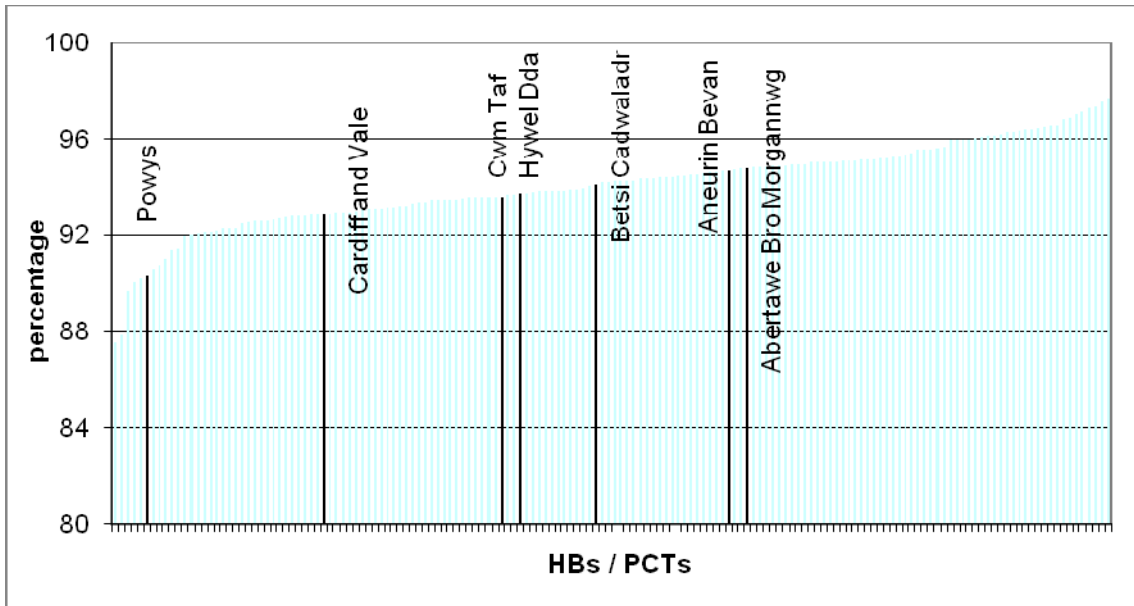 100
96
92
88
84
80
percentage
Powys
Cardiff and Vale
Cwm Taf
Hywel Dda
Betsi Cadwaladr
Aneurin Bevan
Abertawe Bro Morgannwg
HBs / PCTs